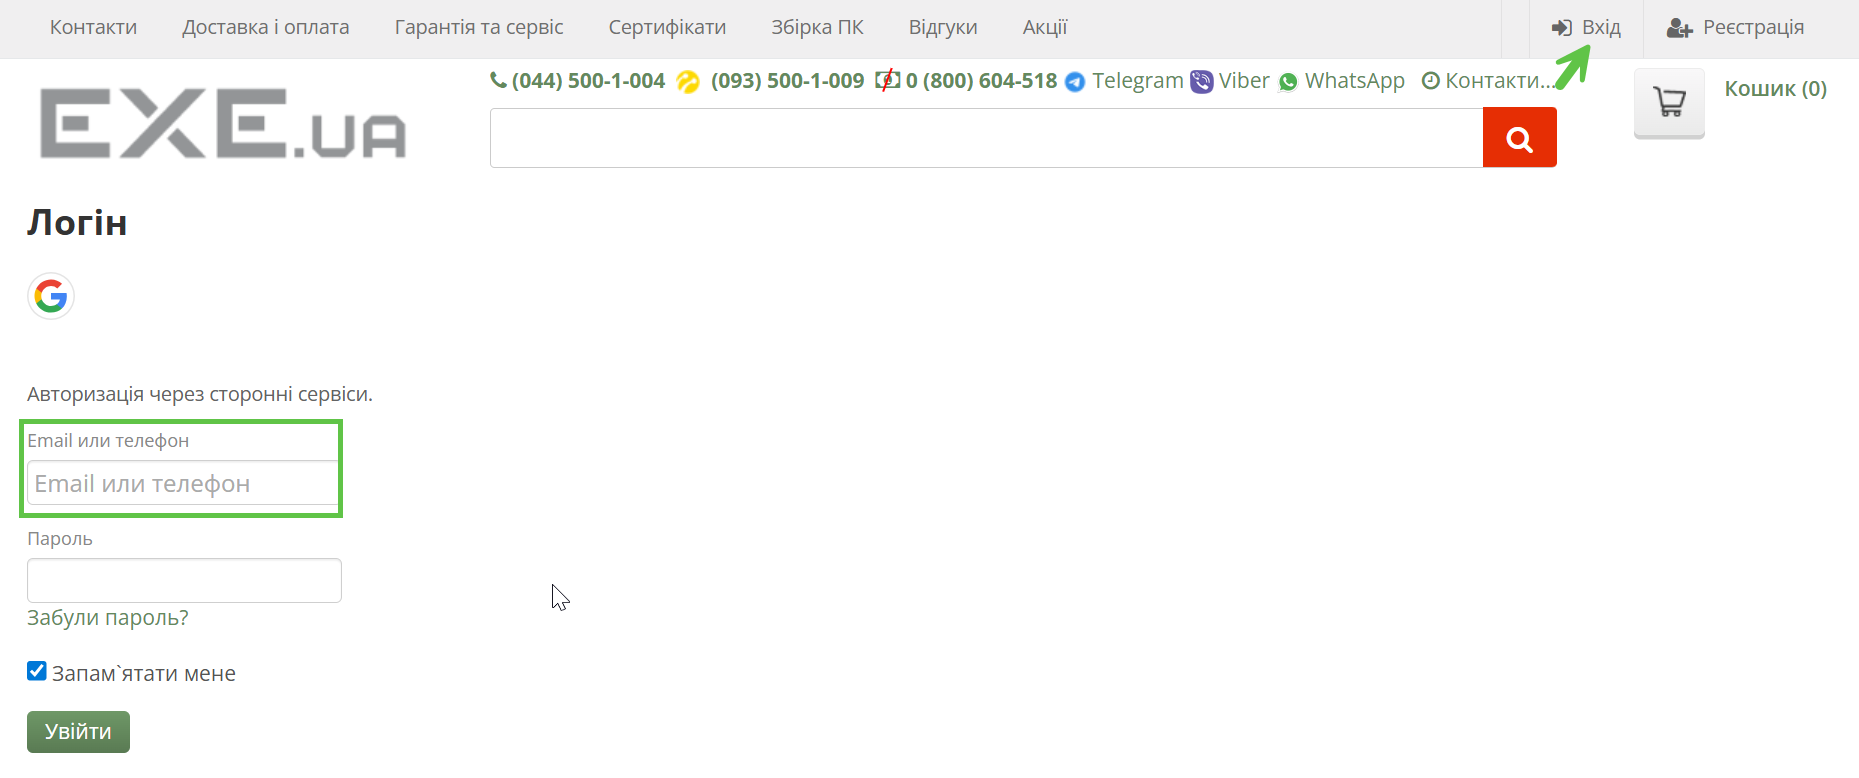 Контакти Доставка і оплата Гарантія та сервіс Сертифікати Збірка ПК Відгуки Акції Вхід Реєстрація
(044) 500-1-004 (093) 500-1-009 0 (800) 604-518 Telegram Viber WhatsApp Контакти...
EXE.UA
Кошик (0)
Логін
Авторизація через сторонні сервіси.
Email или телефон
Email или телефон
Пароль
Забули пароль?
Запам`ятати мене
Увійти